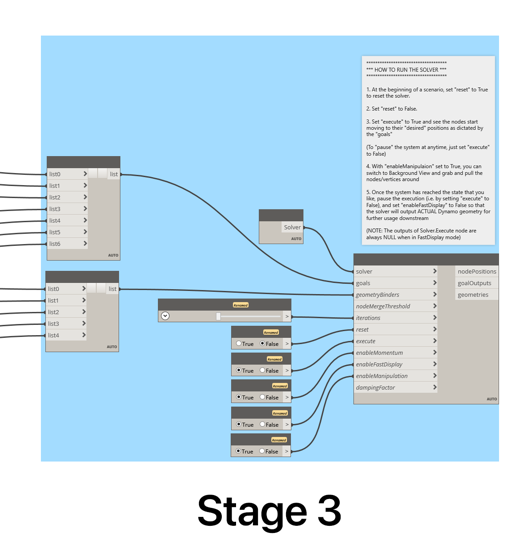 ************************************
*** HOW TO RUN THE SOLVER ***
************************************
1. At the beginning of a scenario, set "reset" to True
to reset the solver.
2. Set "reset" to False.
3. Set "execute" to True and see the nodes start
moving to their "desired" positions as dictated by
the "goals"
(To "pause" the system at anytime, just set "execute"
to False)
4. With "enableManipulaion" set to True, you can
switch to Background View and grab and pull the
nodes/vertices around
5. Once the system has reached the state that you
like, pause the execution (i.e. by setting "execute" to
False), and set "enableFastDisplay" to False so that
the solver will output ACTUAL Dynamo geometry for
further usage downstream
(NOTE: The outputs of Solver.Execute node are
always NULL when in FastDisplay mode)
list0 > list
list1 >
list2 >
list3 >
list4 >
list5 >
list6 >
AUTO
Solver
AUTO
list0 > list
list1 >
list2 >
list3 >
list4 >
AUTO
solver > nodePositions
goals > goalOutputs
geometryBinders > geometries
nodeMergeThreshold >
iterations >
reset >
execute >
enableMomentum >
enableFastDisplay >
enableManipulation >
dampingFactor >
AUTO
>
True False >
True False >
True False >
True False >
True False >
Stage 3